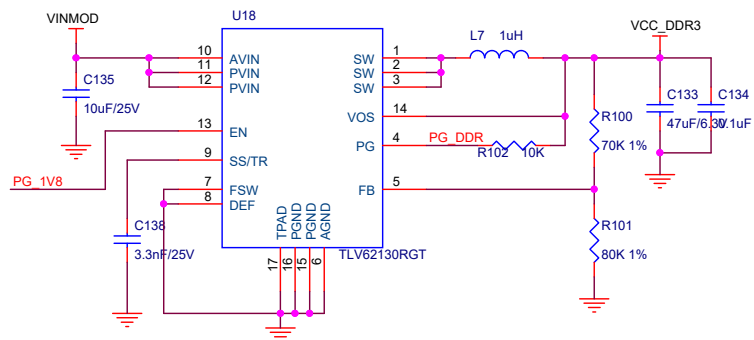 U18
VINMOD
VCC_DDR3
L7 1uH
10 AVIN SW 1
11 PVIN SW 2
12 PVIN SW 3
C135
10uF/25V
C133
47uF/6.3V
C134
0.1uF
VOS 14
R100
70K 1%
13 EN
PG 4 PG_DDR
R102 10K
9 SS/TR
PG_1V8
7 FSW FB 5
8 DEF
C138
3.3nF/25V
R101
80K 1%
TPAD
PGND
PGND
AGND
TLV62130RGT
17
16
15
6